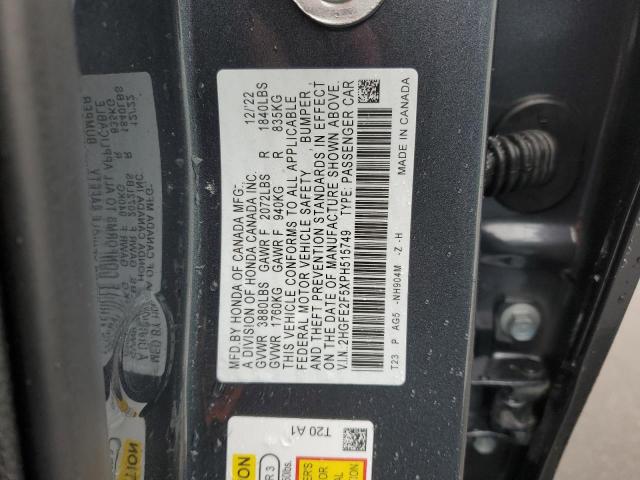 MFD.BY HONDA OF CANADA MFG. 12/22
A DIVISION OF HONDA CANADA INC.
GVWR 3880LBS GAWR F 2072LBS R 1840LBS
GVWR 1760KG GAWR F 940KG R 835KG
THIS VEHICLE CONFORMS TO ALL APPLICABLE
FEDERAL MOTOR VEHICLE SAFETY, BUMPER,
AND THEFT PREVENTION STANDARDS IN EFFECT
ON THE DATE OF MANUFACTURE SHOWN ABOVE.
V.I.N. 2HGFE2F5XPH515749 TYPE: PASSENGER CAR
T23 P AG5 -NH904M -Z -H MADE IN CANADA
T20 A1